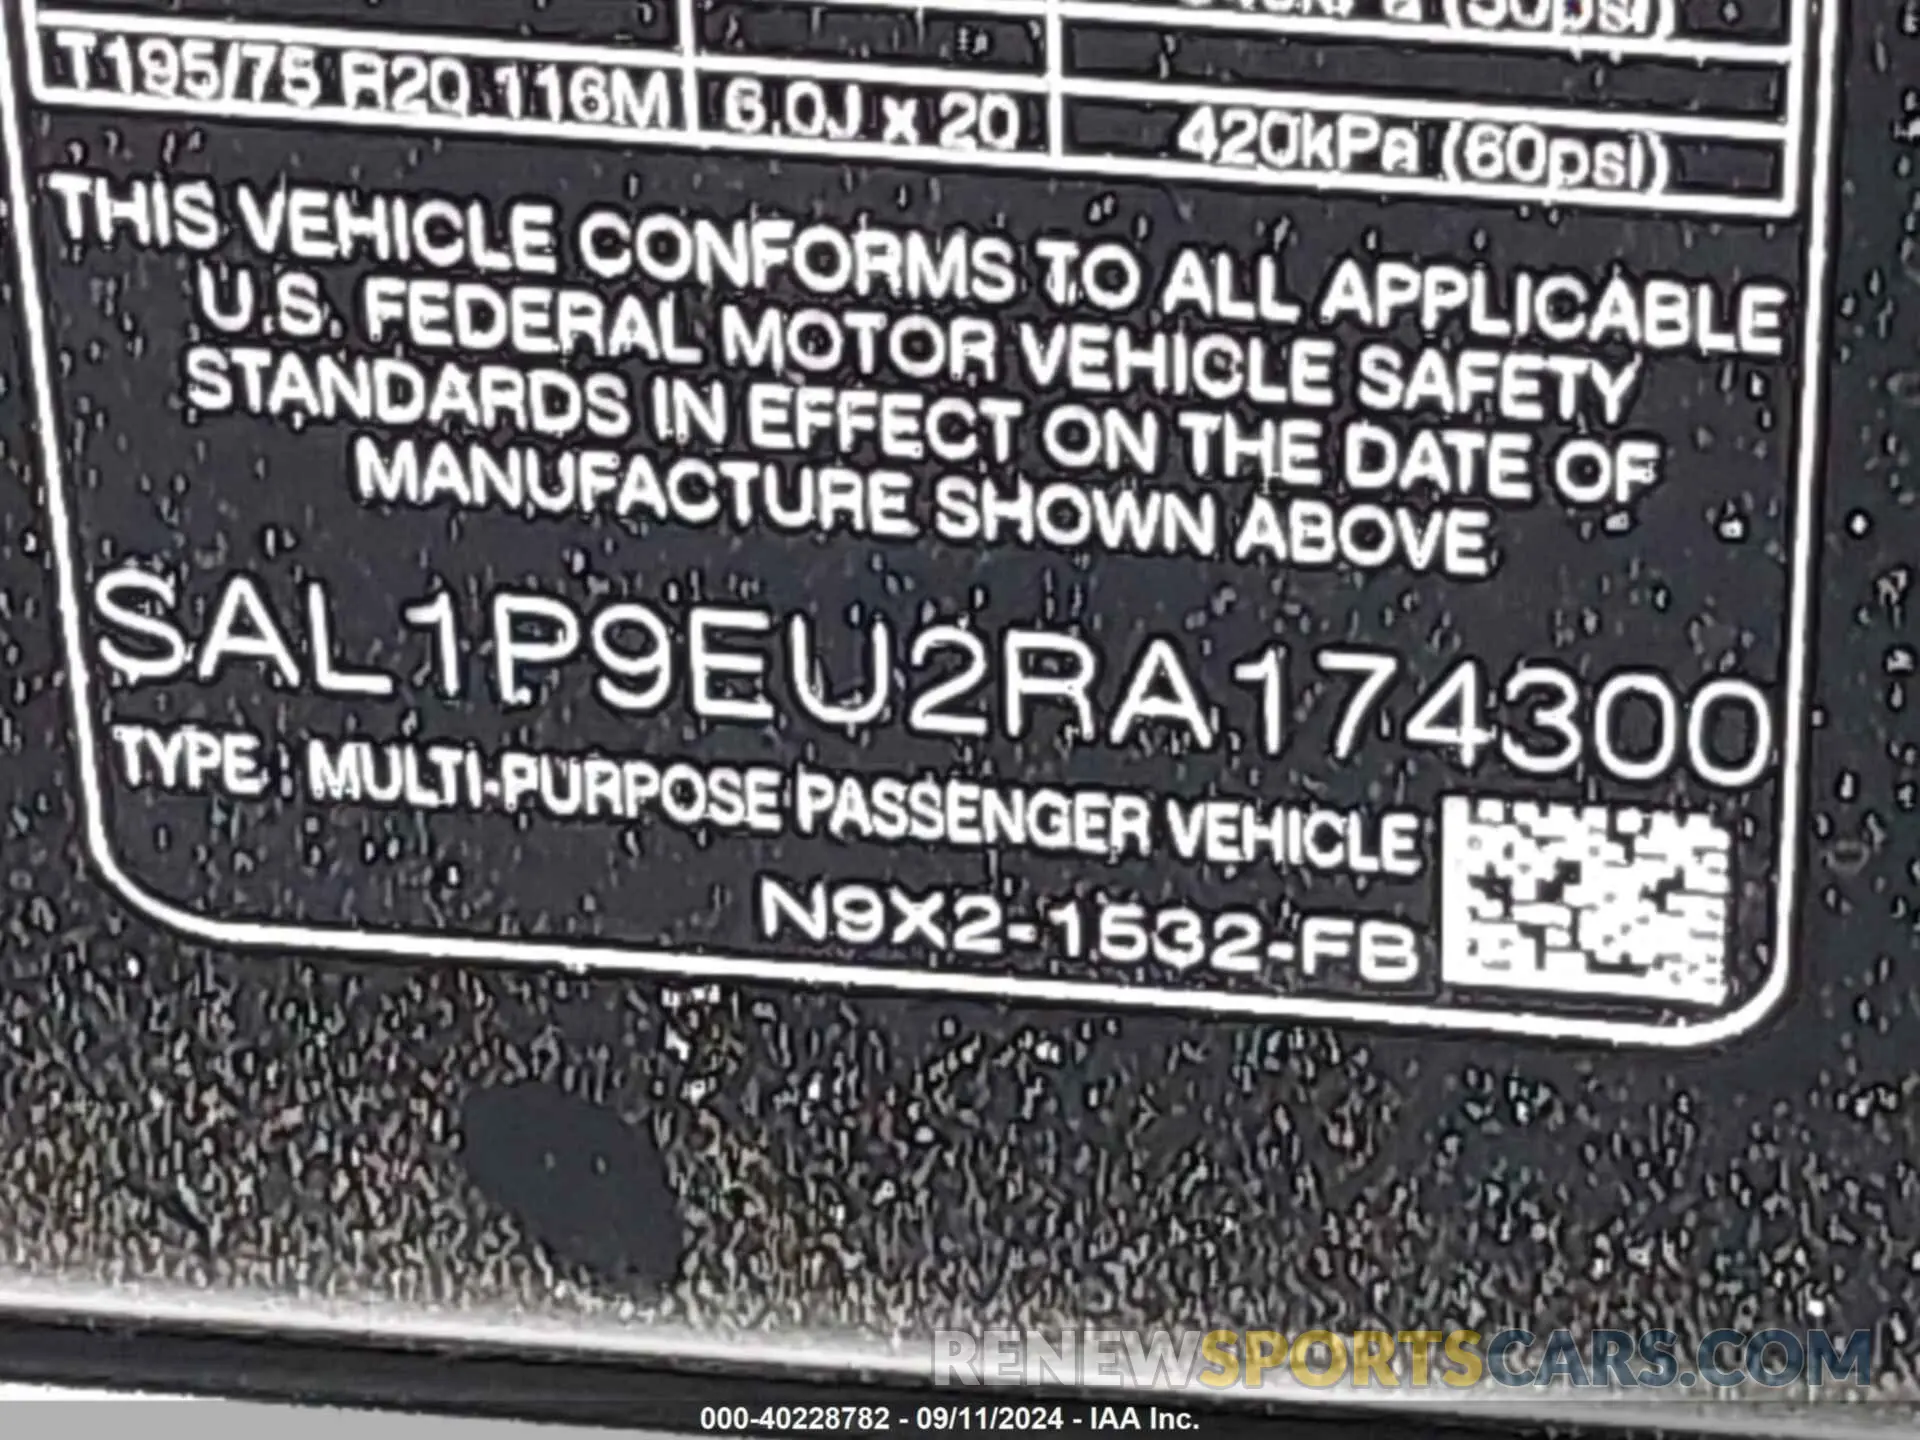 (50psi)
T195/75 R20 116M 6.0J x 20 420kPa (60psi)
THIS VEHICLE CONFORMS TO ALL APPLICABLE
U.S. FEDERAL MOTOR VEHICLE SAFETY
STANDARDS IN EFFECT ON THE DATE OF
MANUFACTURE SHOWN ABOVE
SAL1P9EU2RA174300
TYPE : MULTI-PURPOSE PASSENGER VEHICLE
N9X2-1532-FB
RENEWSPORTSCARS.COM
000-40228782 - 09/11/2024 - IAA Inc.